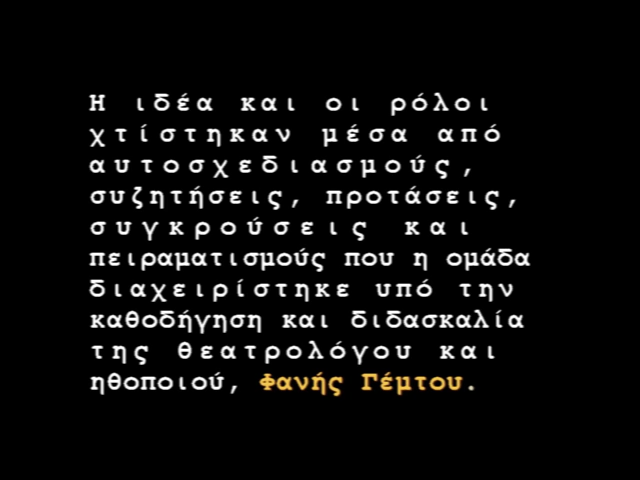 Η ιδέα και οι ρόλοι
χτίστηκαν μέσα από
αυτοσχεδιασμούς,
συζητήσεις, προτάσεις,
συγκρούσεις και
πειραματισμούς που η ομάδα
διαχειρίστηκε υπό την
καθοδήγηση και διδασκαλία
της θεατρολόγου και
ηθοποιού, Φανής Γέμτου.